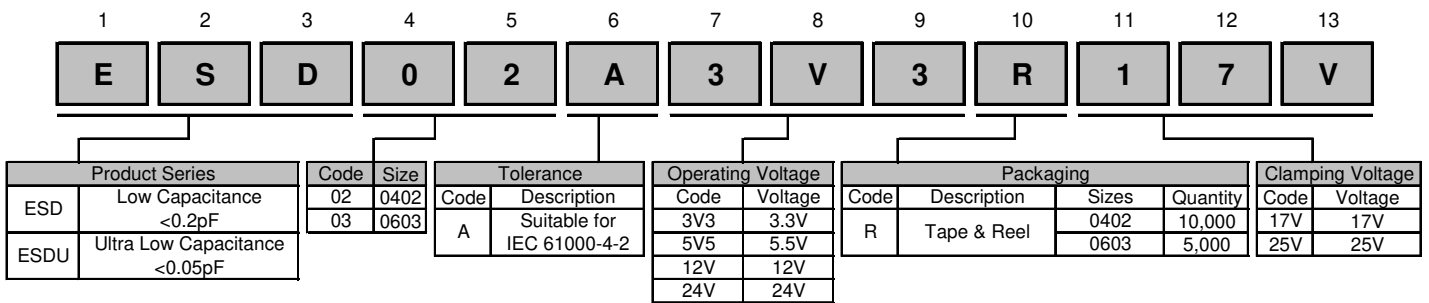 1 2 3 4 5 6 7 8 9 10 11 12 13
E S D 0 2 A 3 V 3 R 1 7 V
Product Series
ESD Low Capacitance <0.2pF
ESDU Ultra Low Capacitance <0.05pF
Code Size
02 0402
03 0603
Tolerance
Code Description
A Suitable for IEC 61000-4-2
Operating Voltage
Code Voltage
3V3 3.3V
5V5 5.5V
12V 12V
24V 24V
Packaging
Code Description Sizes Quantity
R Tape & Reel 0402 10,000
0603 5,000
Clamping Voltage
Code Voltage
17V 17V
25V 25V